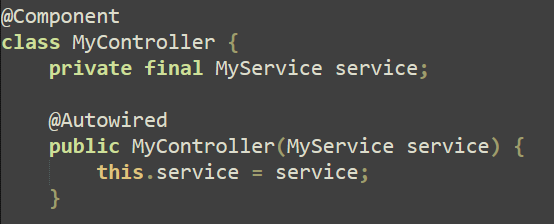 @Component
class MyController {
    private final MyService service;

    @Autowired
    public MyController(MyService service) {
        this.service = service;
    }